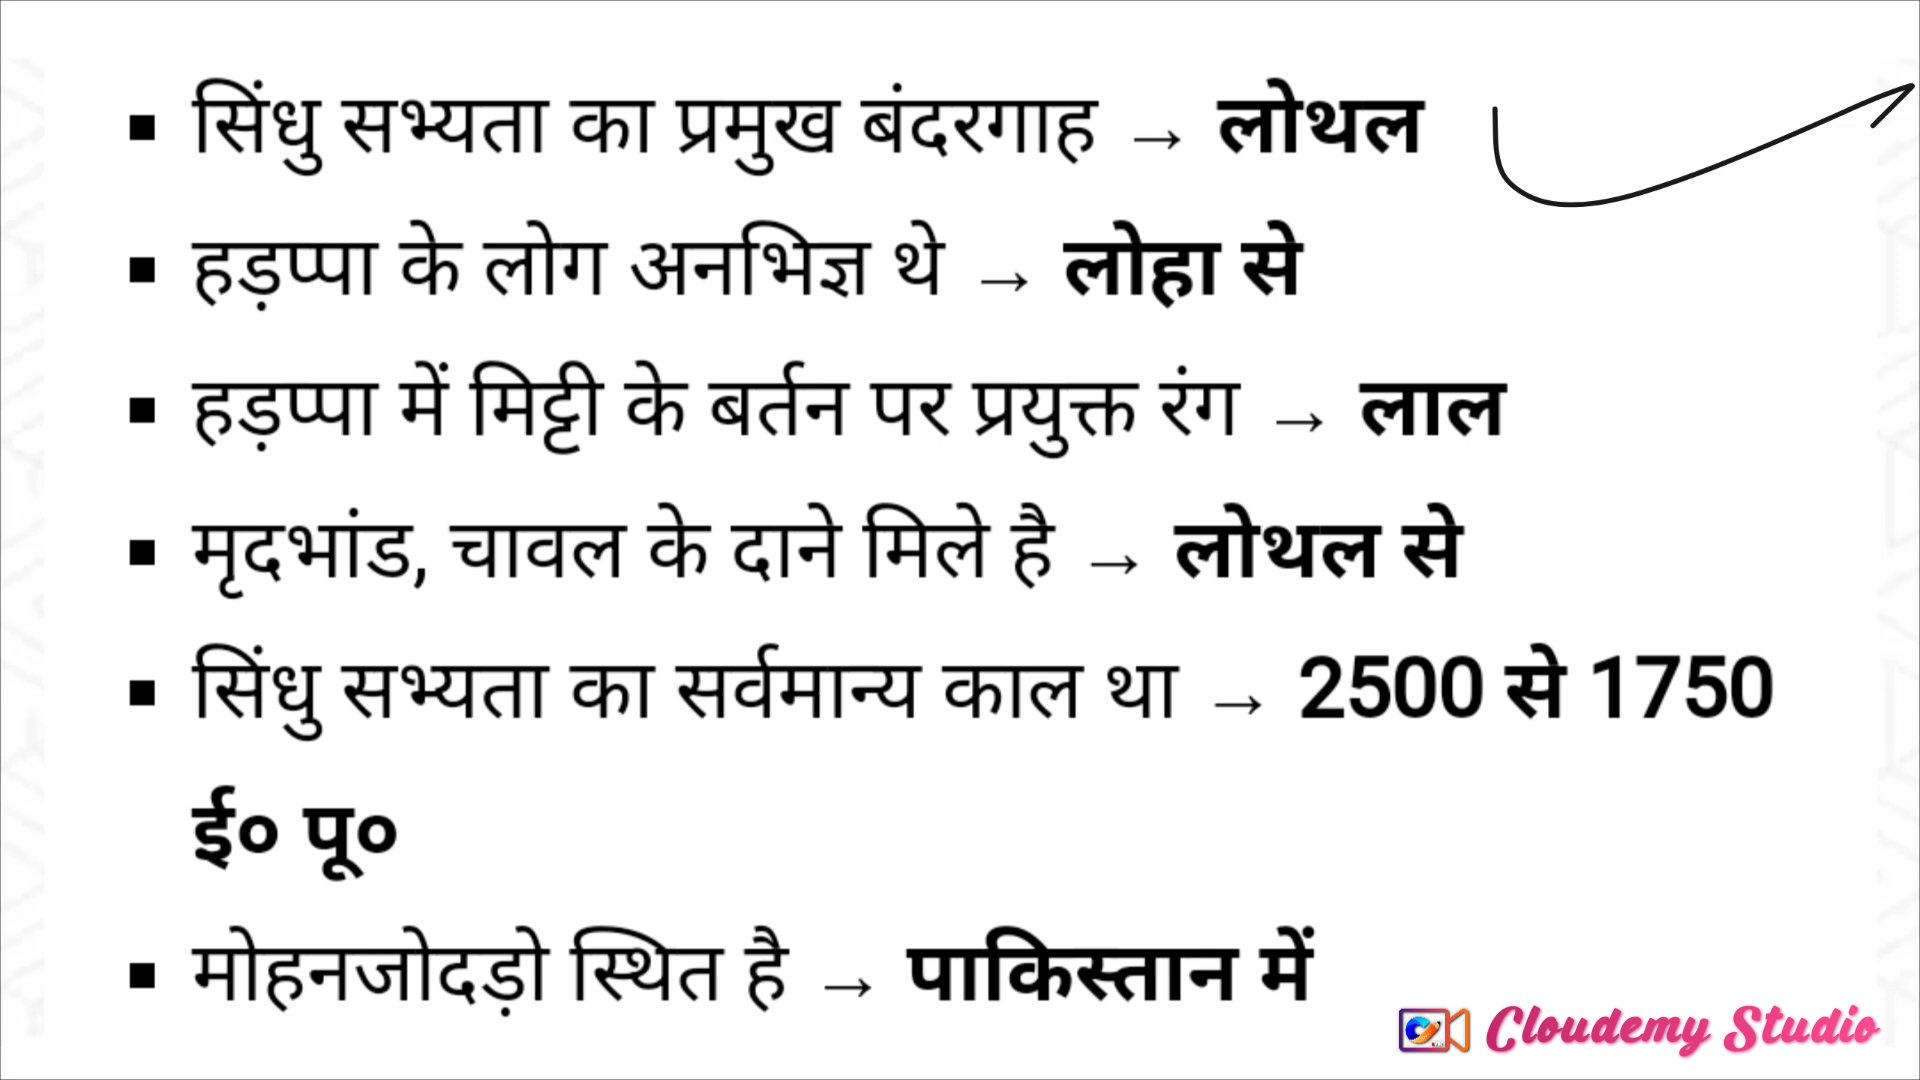 ▪ सिंधु सभ्यता का प्रमुख बंदरगाह → लोथल
▪ हड़प्पा के लोग अनभिज्ञ थे → लोहा से
▪ हड़प्पा में मिट्टी के बर्तन पर प्रयुक्त रंग → लाल
▪ मृदभांड, चावल के दाने मिले है → लोथल से
▪ सिंधु सभ्यता का सर्वमान्य काल था → 2500 से 1750
ई० पू०
▪ मोहनजोदड़ो स्थित है → पाकिस्तान में
Cloudemy Studio